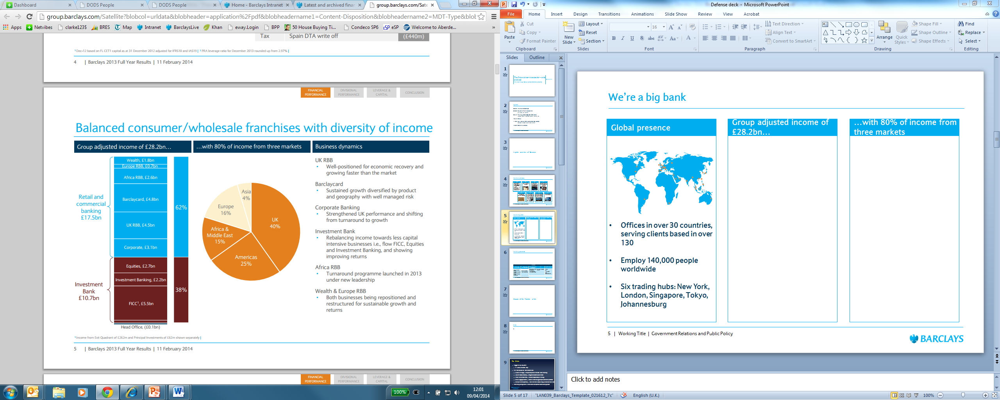 Dashboard
DODS People
DODS People
Home - Barclays Intranet
Latest and archived finan
group.barclays.com/Sate
group.barclays.com/Satellite?blobcol=urldata&blobheader=application%2Fpdf&blobheadername1=Content-Disposition&blobheadername2=MDT-Type&blob
Apps
Netvibes
clarke123$
BRES
Map
Intranet
BarclaysLive
Khan
eway.Login
BPP
50 House Buying Ti...
Condeco SP6
eSP
Welcome to Aberde...
Tax
Spain DTA write off
(£440m)
¹ Dec-12 based on FL CET1 capital as at 31 December 2012 adjusted for IFRS10 and IAS19 | ² PRA leverage ratio for December 2013 rounded up from 2.97% |
4 | Barclays 2013 Full Year Results | 11 February 2014
FINANCIAL
PERFORMANCE
DIVISIONAL
PERFORMANCE
LEVERAGE &
CAPITAL
CONCLUSION
Balanced consumer/wholesale franchises with diversity of income
Group adjusted income of £28.2bn...
...with 80% of income from three markets
Business dynamics
Wealth, £1.8bn
Europe RBB, £0.7bn
Africa RBB, £2.6bn
Barclaycard, £4.8bn
UK RBB, £4.5bn
Corporate, £3.1bn
Equities, £2.7bn
Investment Banking, £2.2bn
FICC¹, £5.5bn
Head Office, (£0.1bn)
Retail and
commercial
banking
£17.5bn
Investment
Bank
£10.7bn
62%
38%
Asia
4%
Europe
16%
UK
40%
Africa &
Middle East
15%
Americas
25%
UK RBB
• Well-positioned for economic recovery and
growing faster than the market
Barclaycard
• Sustained growth diversified by product
and geography with well managed risk
Corporate Banking
• Strengthened UK performance and shifting
from turnaround to growth
Investment Bank
• Rebalancing income towards less capital
intensive businesses i.e., flow FICC, Equities
and Investment Banking, and showing
improving returns
Africa RBB
• Turnaround programme launched in 2013
under new leadership
Wealth & Europe RBB
• Both businesses being repositioned and
restructured for sustainable growth and
returns
¹ Income from Exit Quadrant of £262m and Principal Investments of £62m shown separately |
5 | Barclays 2013 Full Year Results | 11 February 2014
FINANCIAL
PERFORMANCE
DIVISIONAL
PERFORMANCE
LEVERAGE &
CAPITAL
CONCLUSION
100%
12:01
09/04/2014
Defense deck - Microsoft PowerPoint
File
Home
Insert
Design
Transitions
Animations
Slide Show
Review
View
Acrobat
Paste
Cut
Copy
Format Painter
Clipboard
New
Slide
Layout
Reset
Section
Slides
16
Font
Text Direction
Align Text
Convert to SmartArt
Paragraph
Arrange
Quick
Styles
Shape Fill
Shape Outline
Shape Effects
Drawing
Find
Replace
Select
Editing
Slides
Outline
1
2
3
4
5
6
7
8
9
We're a big bank
Global presence
Group adjusted income of
£28.2bn...
...with 80% of income from
three markets
• Offices in over 30 countries,
serving clients based in over
130
• Employ 140,000 people
worldwide
• Six trading hubs: New York,
London, Singapore, Tokyo,
Johannesburg
5 | Working Title | Government Relations and Public Policy
BARCLAYS
Click to add notes
Slide 5 of 17
"LAN039_Barclays_Template_021612_7c"
English (U.K.)
100%